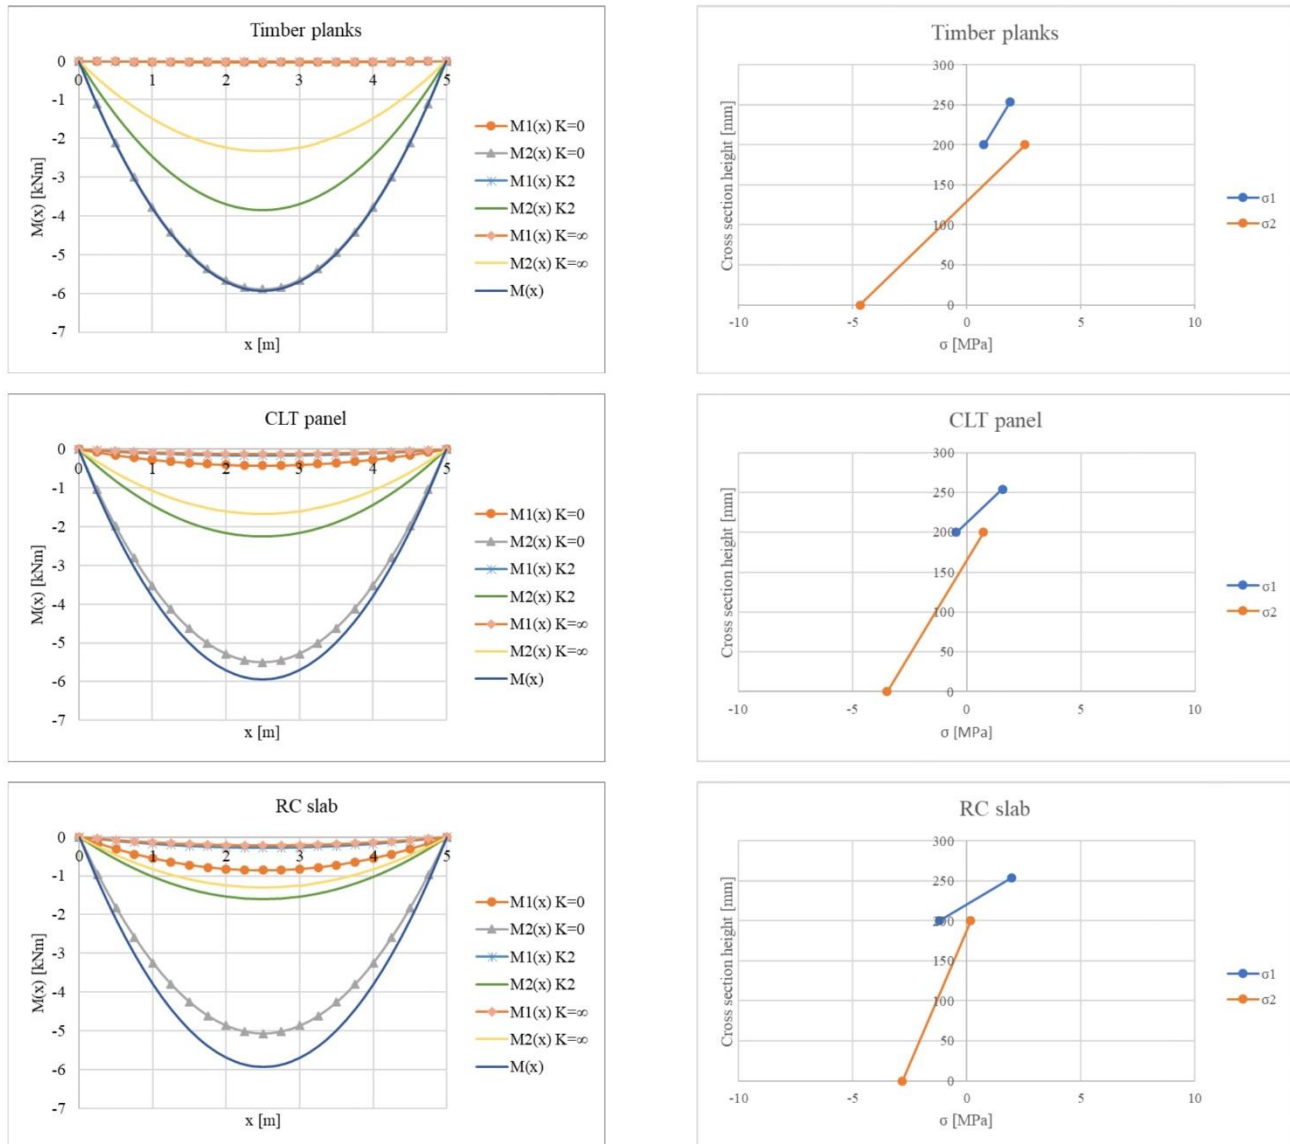 Timber planks
0
-1
-2
-3
-4
-5
-6
-7
0 1 2 3 4 5
M(x) [kNm]
x [m]
M1(x) K=0
M2(x) K=0
M1(x) K2
M2(x) K2
M1(x) K=∞
M2(x) K=∞
M(x)
Timber planks
300
250
200
150
100
50
0
-10 -5 0 5 10
Cross section height [mm]
σ [MPa]
σ1
σ2
CLT panel
0
-1
-2
-3
-4
-5
-6
-7
0 1 2 3 4 5
M(x) [kNm]
x [m]
M1(x) K=0
M2(x) K=0
M1(x) K2
M2(x) K2
M1(x) K=∞
M2(x) K=∞
M(x)
CLT panel
300
250
200
150
100
50
0
-10 -5 0 5 10
Cross section height [mm]
σ [MPa]
σ1
σ2
RC slab
0
-1
-2
-3
-4
-5
-6
-7
0 1 2 3 4 5
M(x) [kNm]
x [m]
M1(x) K=0
M2(x) K=0
M1(x) K2
M2(x) K2
M1(x) K=∞
M2(x) K=∞
M(x)
RC slab
300
250
200
150
100
50
0
-10 -5 0 5 10
Cross section height [mm]
σ [MPa]
σ1
σ2